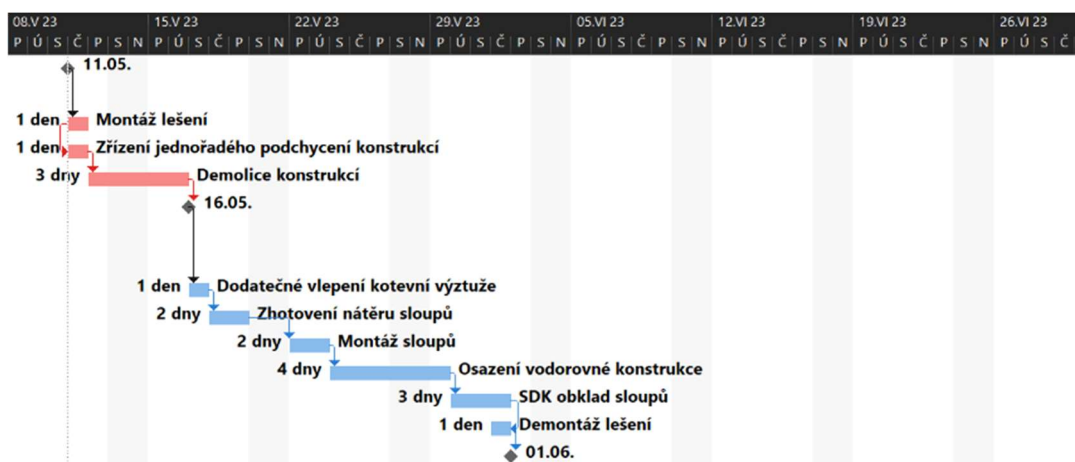 08.V 23 15.V 23 22.V 23 29.V 23 05.VI 23 12.VI 23 19.VI 23 26.VI 23
P Ú S Č P S N P Ú S Č P S N P Ú S Č P S N P Ú S Č P S N P Ú S Č P S N P Ú S Č P S N P Ú S Č P S N P Ú S Č
11.05.
1 den Montáž lešení
1 den Zřízení jednořadého podchycení konstrukcí
3 dny Demolice konstrukcí
16.05.
1 den Dodatečné vlepení kotevní výztuže
2 dny Zhotovení nátěru sloupů
2 dny Montáž sloupů
4 dny Osazení vodorovné konstrukce
3 dny SDK obklad sloupů
1 den Demontáž lešení
01.06.